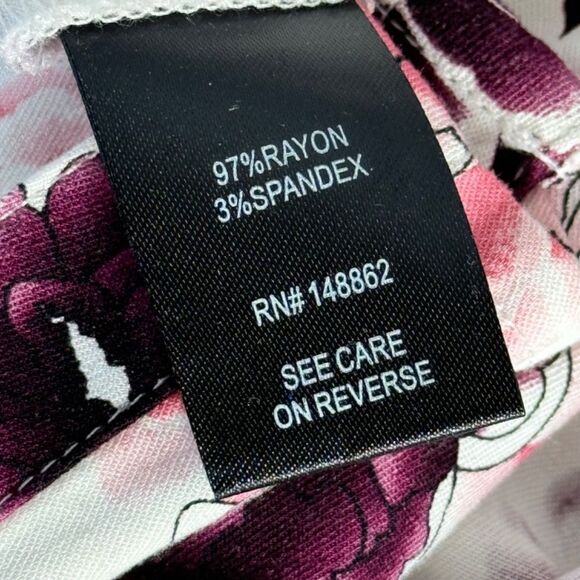 97%RAYON
3%SPANDEX
RN# 148862
SEE CARE
ON REVERSE